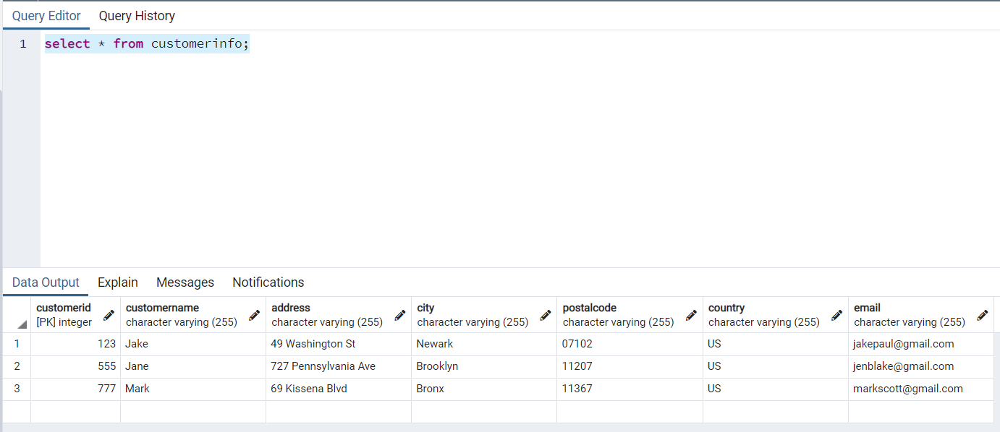 Query Editor Query History
1 select * from customerinfo;
Data Output Explain Messages Notifications
customerid customername address city postalcode country email
[PK] integer character varying (255) character varying (255) character varying (255) character varying (255) character varying (255) character varying (255)
1 123 Jake 49 Washington St Newark 07102 US jakepaul@gmail.com
2 555 Jane 727 Pennsylvania Ave Brooklyn 11207 US jenblake@gmail.com
3 777 Mark 69 Kissena Blvd Bronx 11367 US markscott@gmail.com